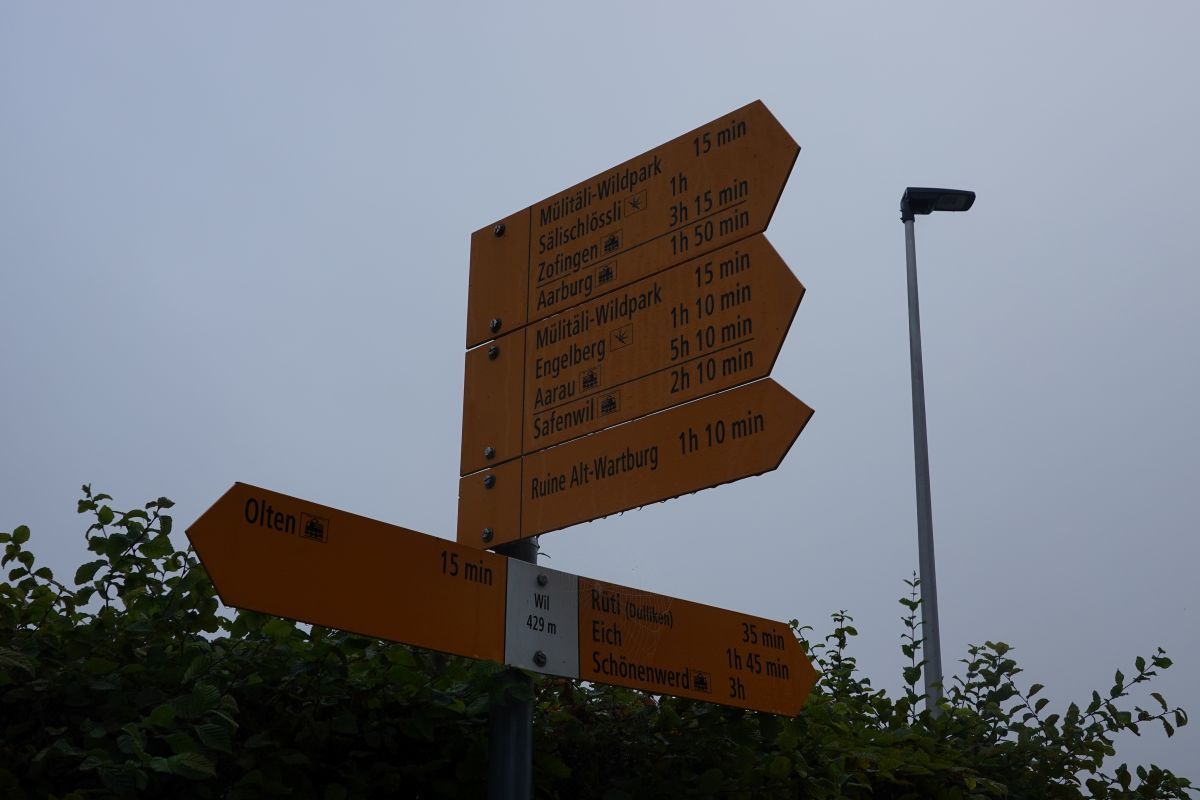 Mülitäli-Wildpark 15 min
Sälischlössli 1h
Zofingen 3h 15 min
Aarburg 1h 50 min
Mülitäli-Wildpark 15 min
Engelberg 1h 10 min
Aarau 5h 10 min
Safenwil 2h 10 min
Ruine Alt-Wartburg 1h 10 min
Olten
15 min
Wil
429 m
Rüti (Dulliken) 35 min
Eich 1h 45 min
Schönenwerd 3h